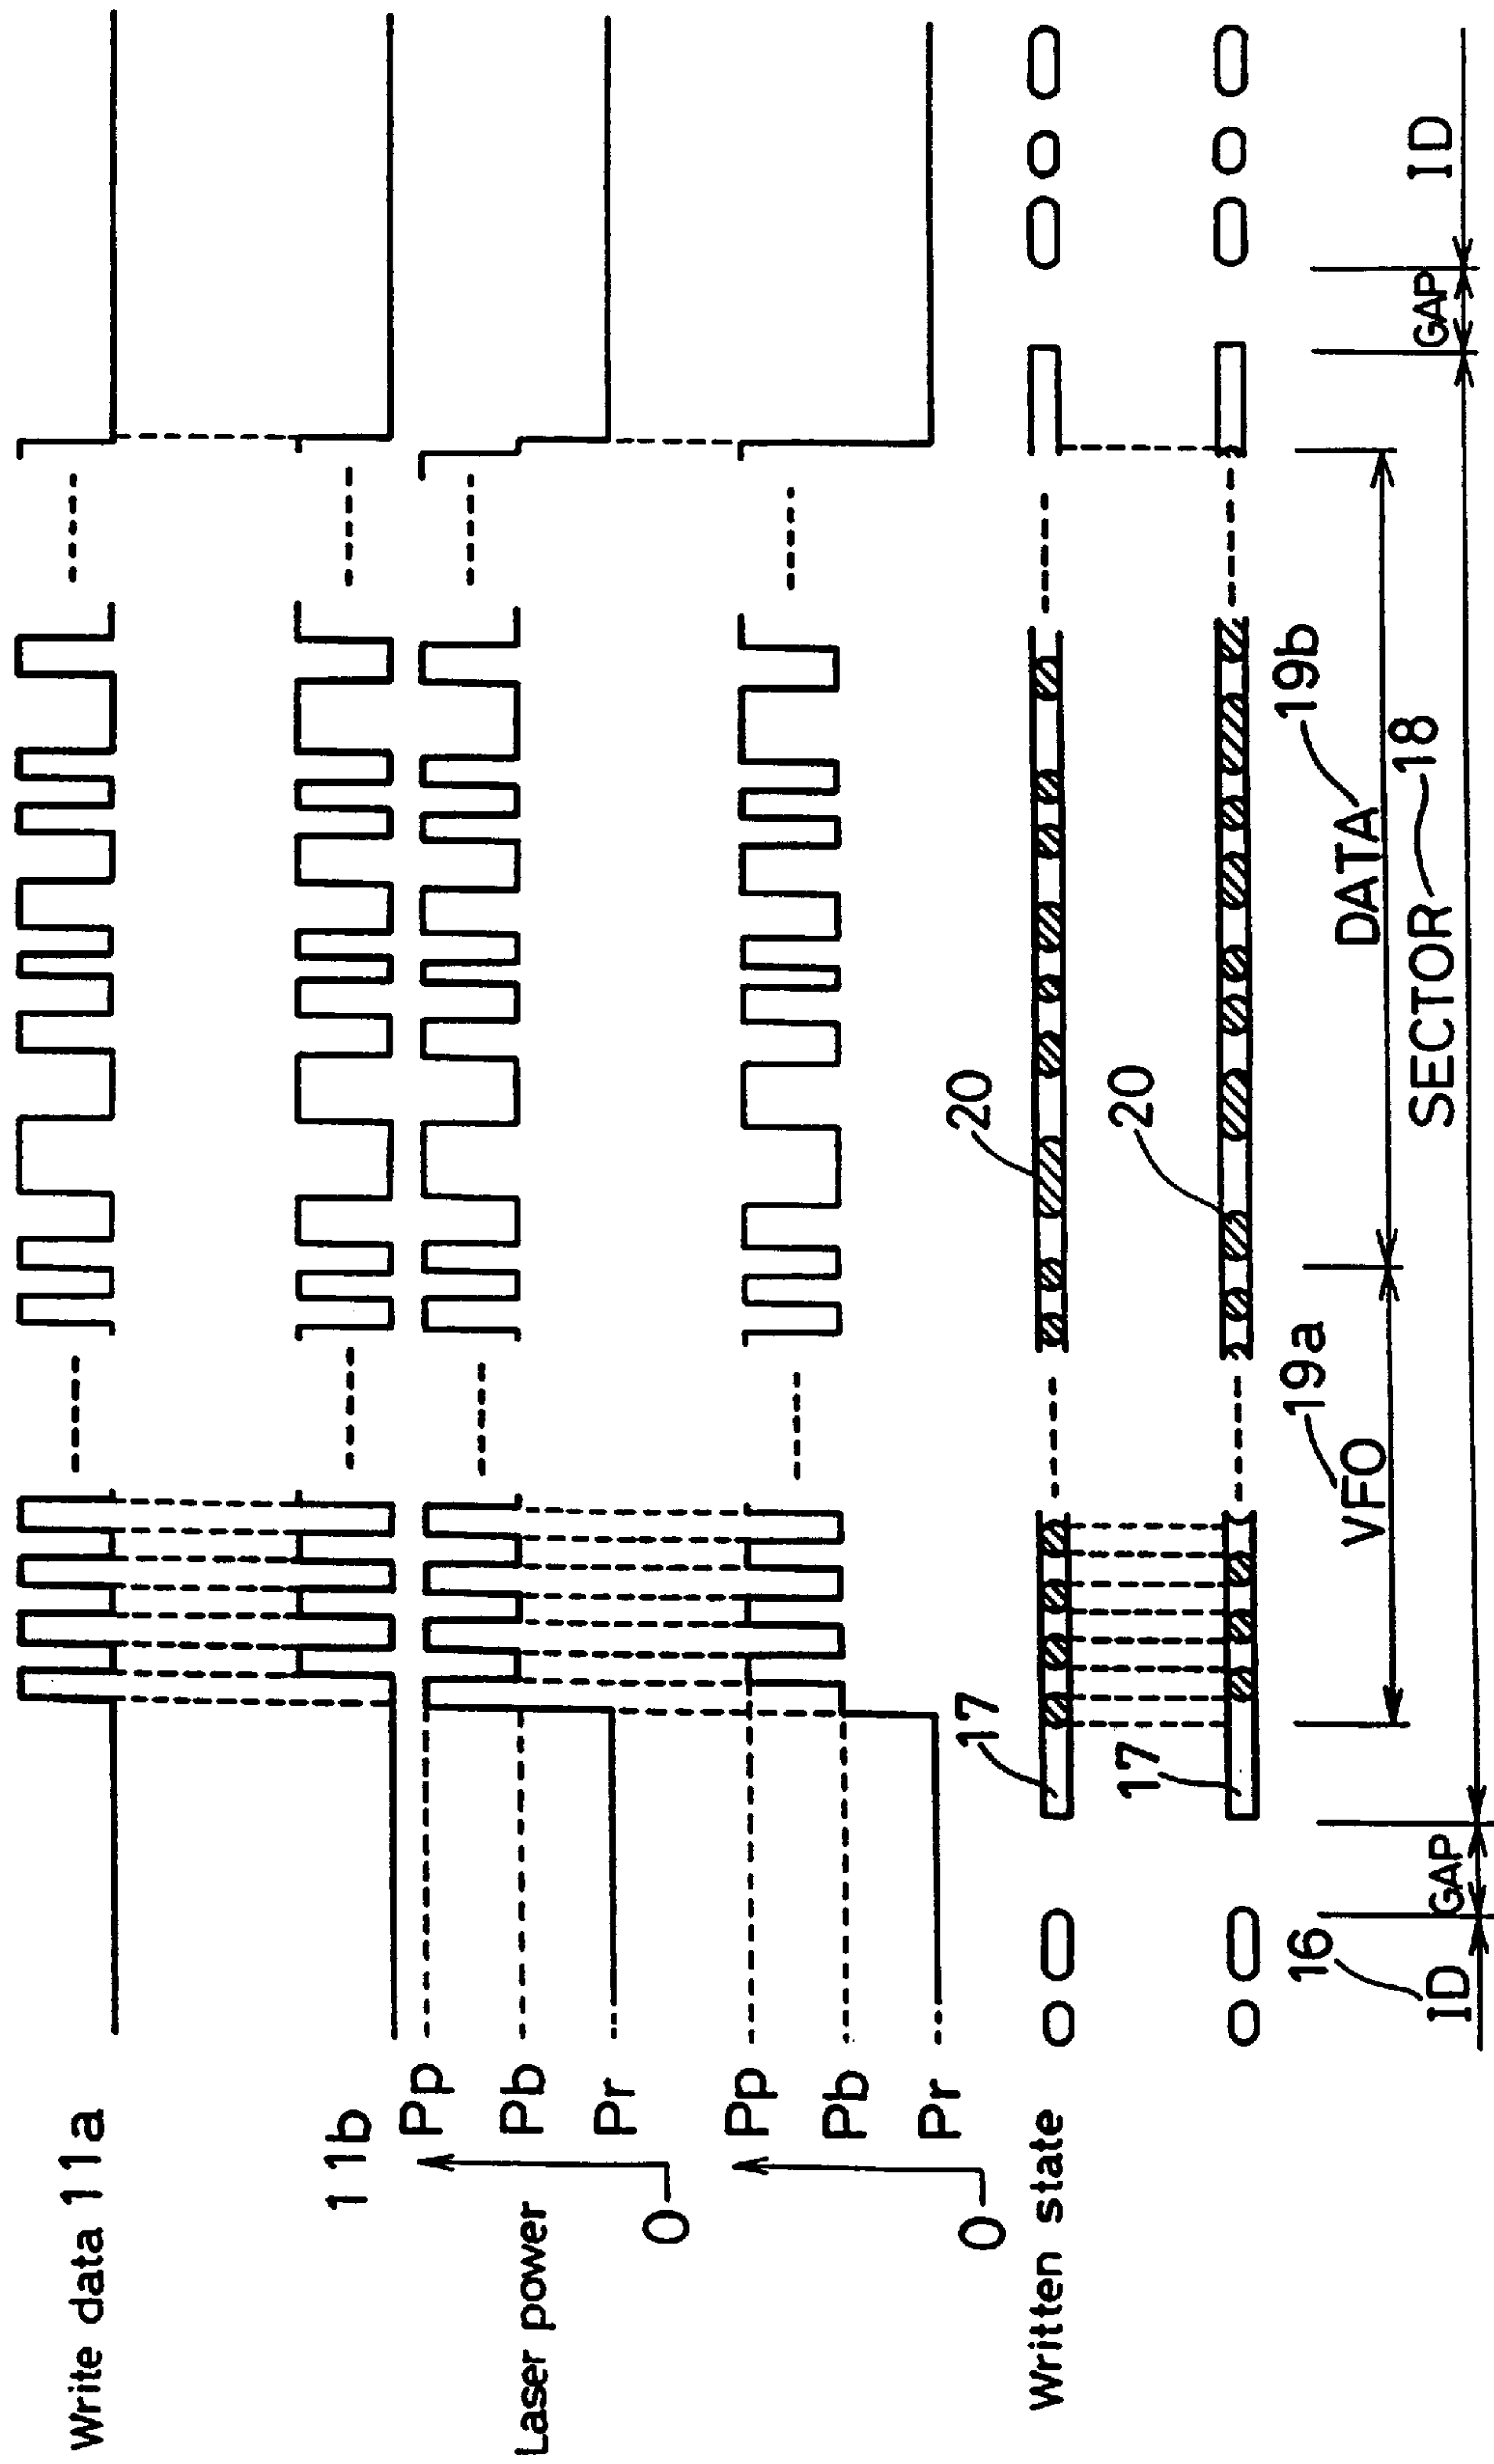 Write data 11a
11b
Laser power
Pp
Pb
Pr
0
Pp
Pb
Pr
0
Written state
17
20
17
20
16
ID
GAP
VFO
19a
DATA
19b
SECTOR
18
GAP
ID